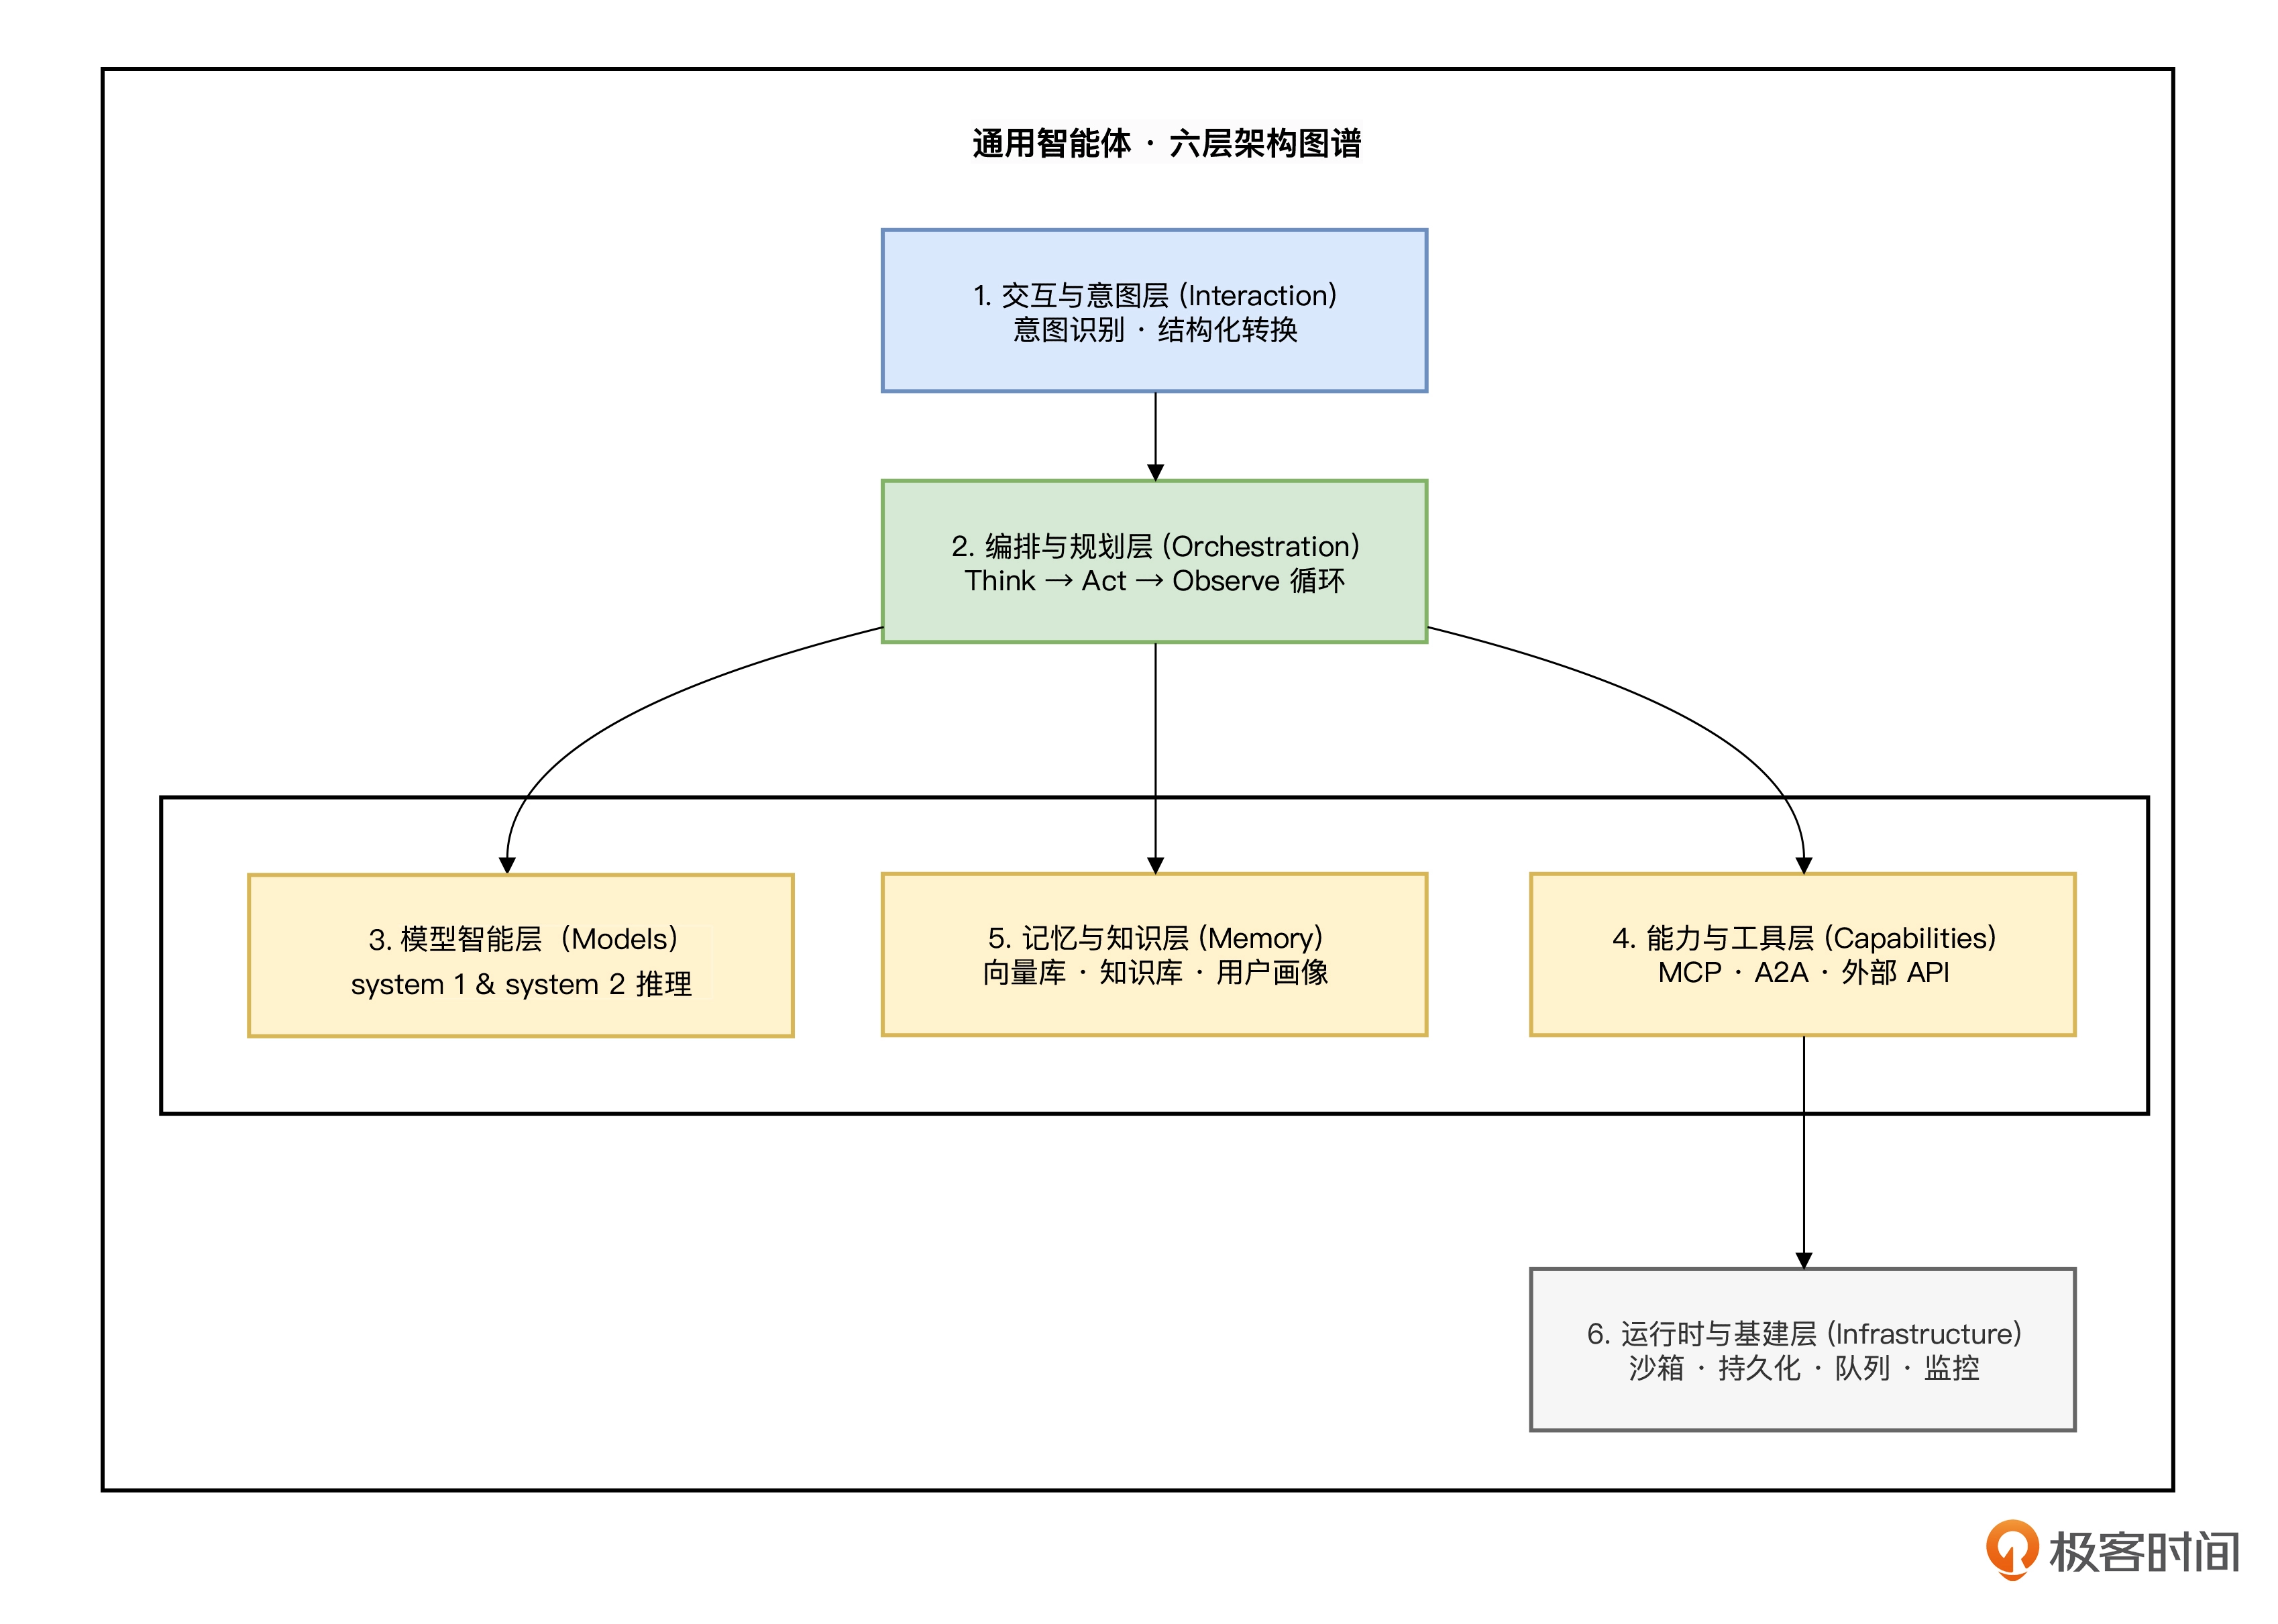 通用智能体 · 六层架构图谱
1. 交互与意图层 (Interaction)
意图识别 · 结构化转换
2. 编排与规划层 (Orchestration)
Think → Act → Observe 循环
3. 模型智能层（Models）
system 1 & system 2 推理
5. 记忆与知识层 (Memory)
向量库 · 知识库 · 用户画像
4. 能力与工具层 (Capabilities)
MCP · A2A · 外部 API
6. 运行时与基建层 (Infrastructure)
沙箱 · 持久化 · 队列 · 监控
极客时间